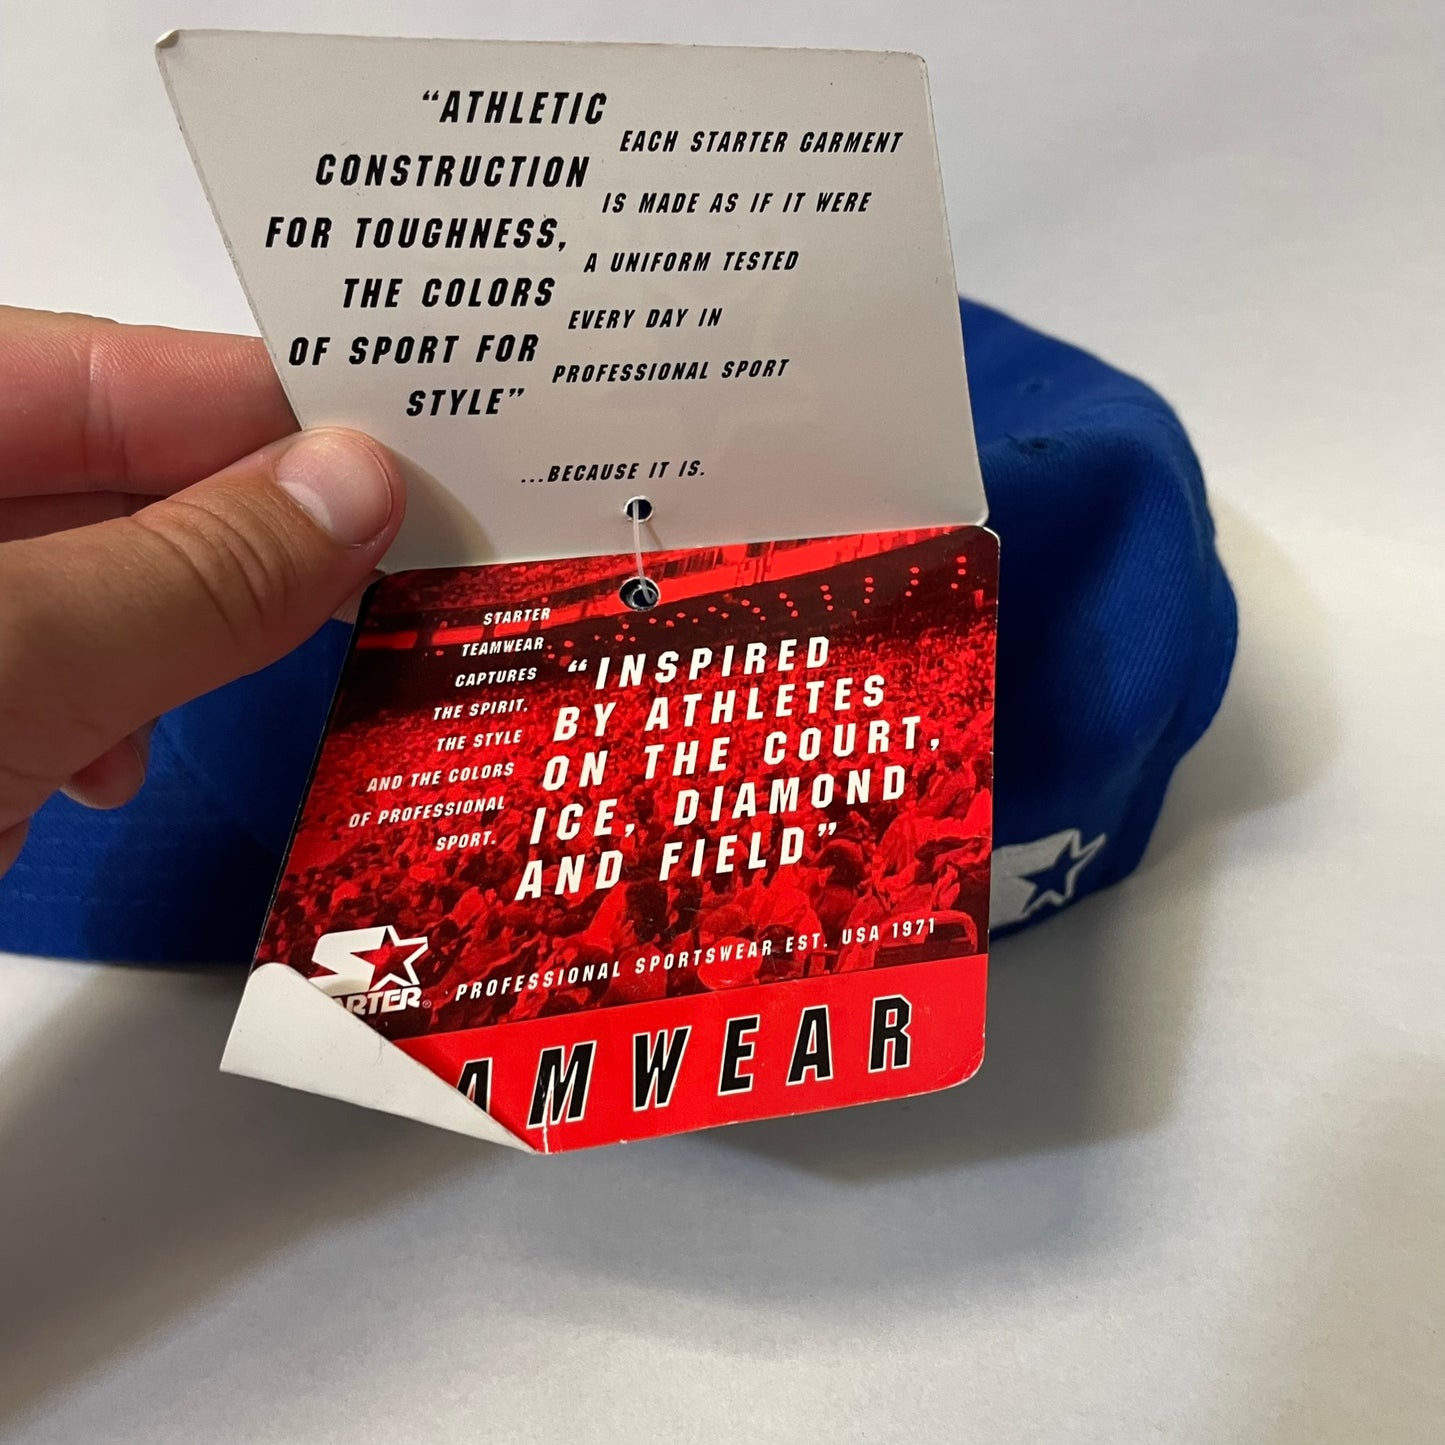 “ATHLETIC
CONSTRUCTION
FOR TOUGHNESS,
THE COLORS
OF SPORT FOR
STYLE”
EACH STARTER GARMENT
IS MADE AS IF IT WERE
A UNIFORM TESTED
EVERY DAY IN
PROFESSIONAL SPORT
...BECAUSE IT IS.
STARTER
TEAMWEAR
CAPTURES
THE SPIRIT,
THE STYLE
AND THE COLORS
OF PROFESSIONAL
SPORT.
“INSPIRED
BY ATHLETES
ON THE COURT,
ICE, DIAMOND
AND FIELD”
PROFESSIONAL SPORTSWEAR EST. USA 1971
ARTER®
AMWEAR